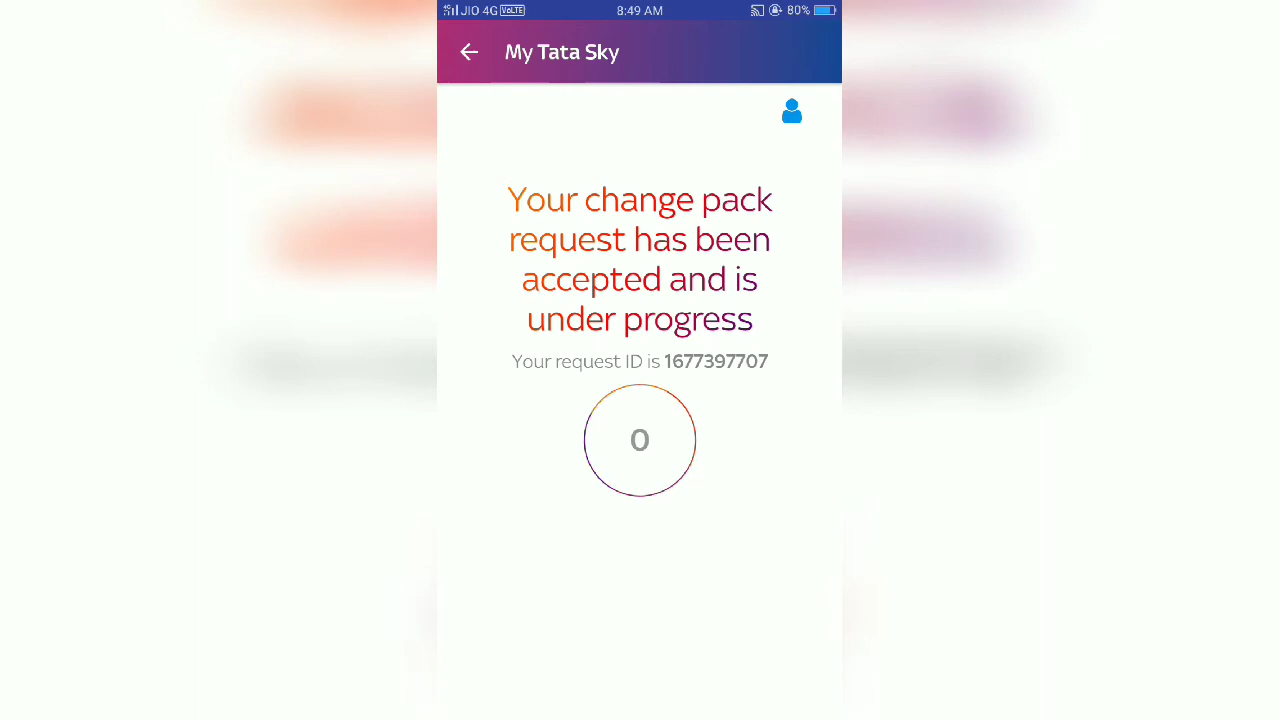 JIO 4G VoLTE 8:49 AM 80%
My Tata Sky
Your change pack
request has been
accepted and is
under progress
Your request ID is 1677397707
0